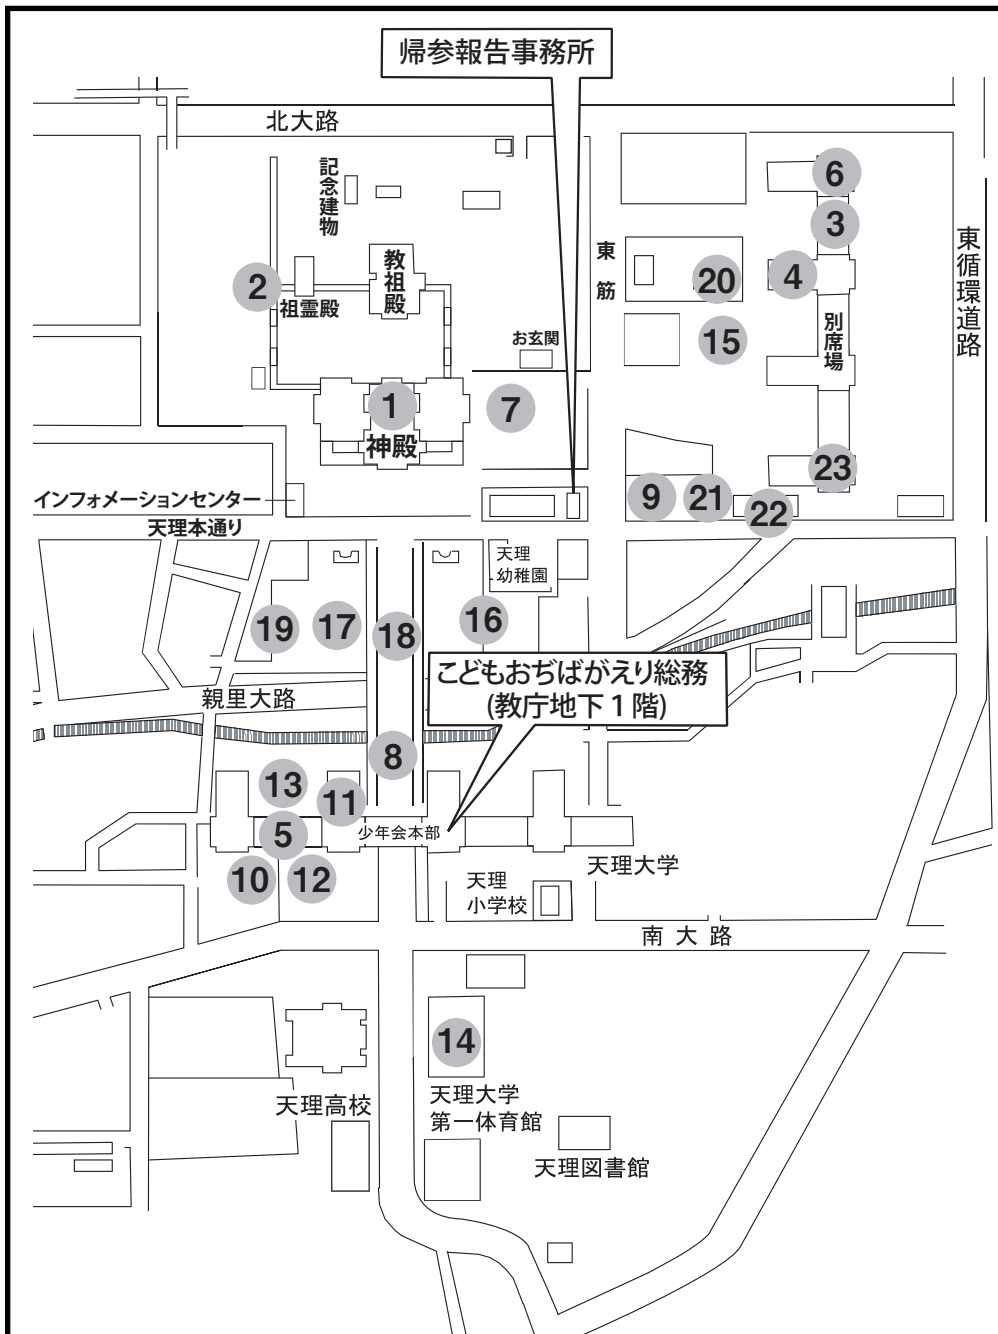 帰参報告事務所
北大路
記念建物
6
3
東循環道路
教祖殿
東筋
2
祖霊殿
20
4
お玄関
15
別席場
1
7
神殿
23
インフォメーションセンター
9
21
22
天理本通り
天理
幼稚園
19
17
18
16
こどもおぢばがえり総務
(教庁地下1階)
親里大路
8
13
11
5
少年会本部
10
12
天理大学
天理
小学校
南大路
14
天理高校
天理大学
第一体育館
天理図書館